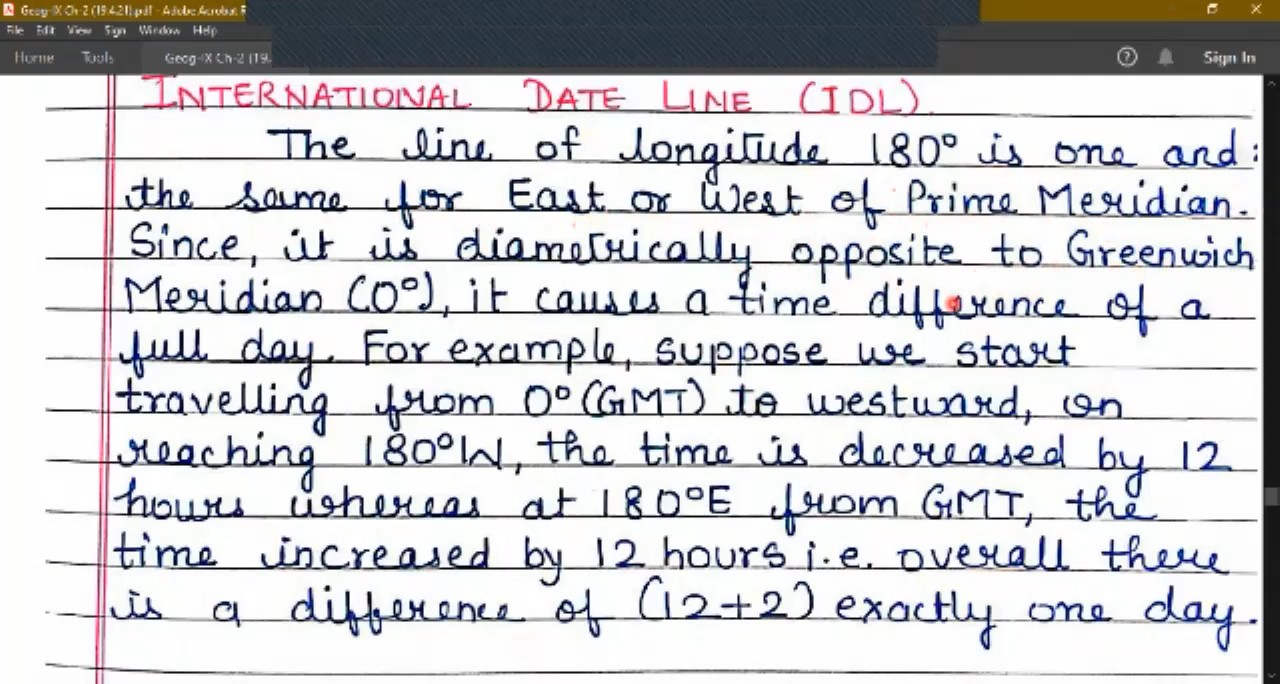 Geog-IX Ch-2 (19.4.21).pdf - Adobe Acrobat R
File Edit View Sign Window Help
Home Tools Geog-IX Ch-2 (19. Sign In
INTERNATIONAL DATE LINE (IDL).
The line of longitude 180° is one and:
the same for East or West of Prime Meridian.
Since, it is diametrically opposite to Greenwich
Meridian (0°), it causes a time difference of a
full day. For example, suppose we start
travelling from 0° (GMT) to westward, on
reaching 180°W, the time is decreased by 12
hours whereas at 180°E from GMT, the
time increased by 12 hours i.e. overall there
is a difference of (12+2) exactly one day.